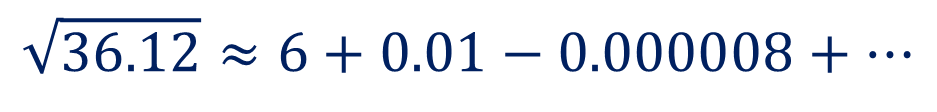 √36.12 ≈ 6 + 0.01 − 0.000008 + ⋯